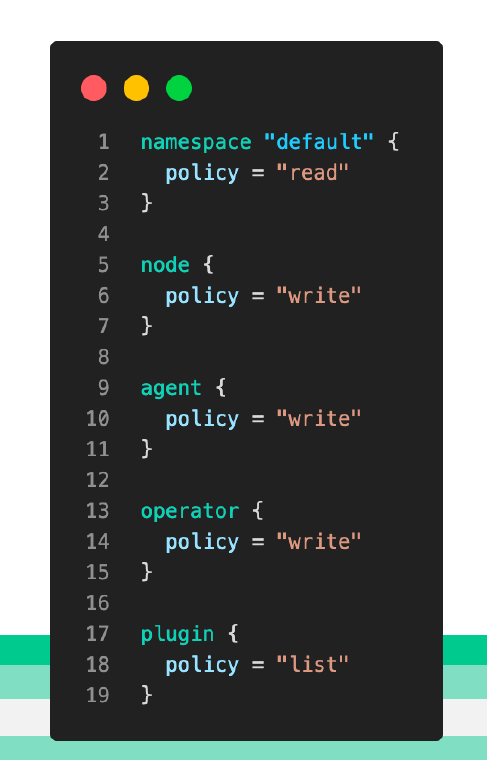 1 namespace "default" {
2   policy = "read"
3 }
4
5 node {
6   policy = "write"
7 }
8
9 agent {
10   policy = "write"
11 }
12
13 operator {
14   policy = "write"
15 }
16
17 plugin {
18   policy = "list"
19 }